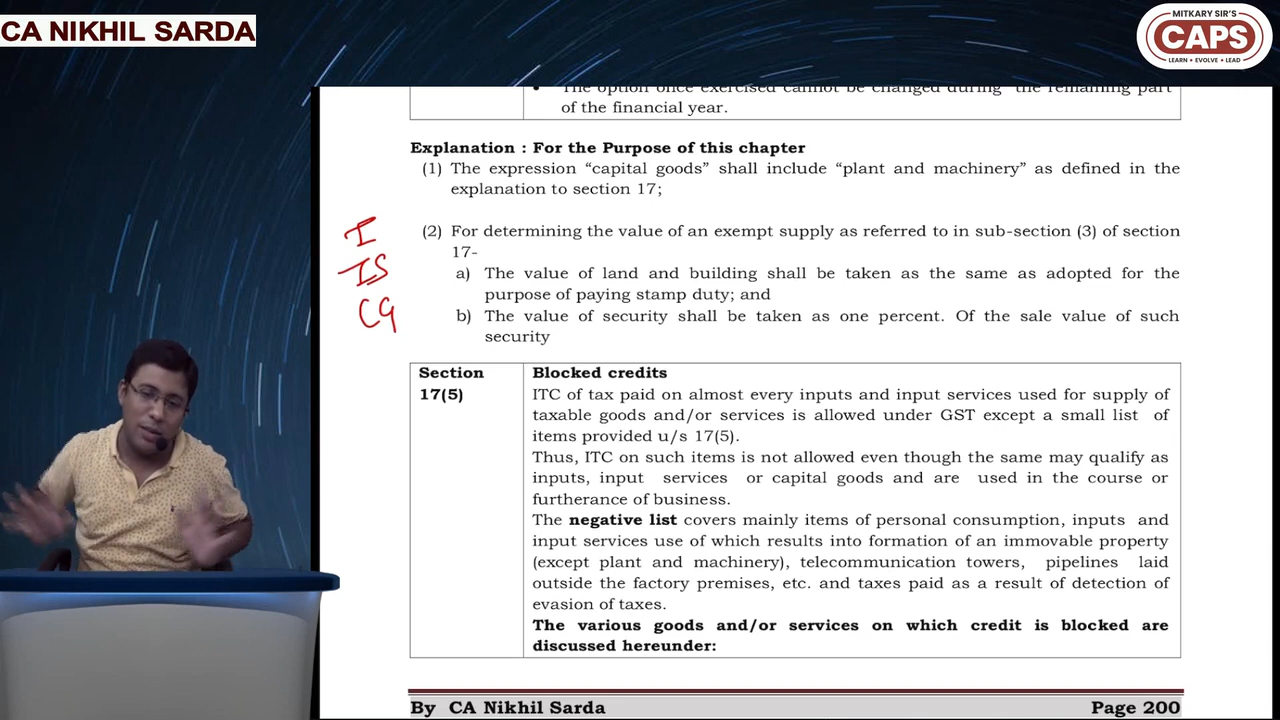 CA NIKHIL SARDA
MITKARY SIR'S
CAPS
LEARN • EVOLVE • LEAD
• The option once exercised cannot be changed during the remaining part
of the financial year.
Explanation : For the Purpose of this chapter
(1) The expression “capital goods” shall include “plant and machinery” as defined in the
explanation to section 17;
I
IS
CG
(2) For determining the value of an exempt supply as referred to in sub-section (3) of section
17-
a) The value of land and building shall be taken as the same as adopted for the
purpose of paying stamp duty; and
b) The value of security shall be taken as one percent. Of the sale value of such
security
Section
17(5)
Blocked credits
ITC of tax paid on almost every inputs and input services used for supply of
taxable goods and/or services is allowed under GST except a small list of
items provided u/s 17(5).
Thus, ITC on such items is not allowed even though the same may qualify as
inputs, input services or capital goods and are used in the course or
furtherance of business.
The negative list covers mainly items of personal consumption, inputs and
input services use of which results into formation of an immovable property
(except plant and machinery), telecommunication towers, pipelines laid
outside the factory premises, etc. and taxes paid as a result of detection of
evasion of taxes.
The various goods and/or services on which credit is blocked are
discussed hereunder:
By CA Nikhil Sarda
Page 200